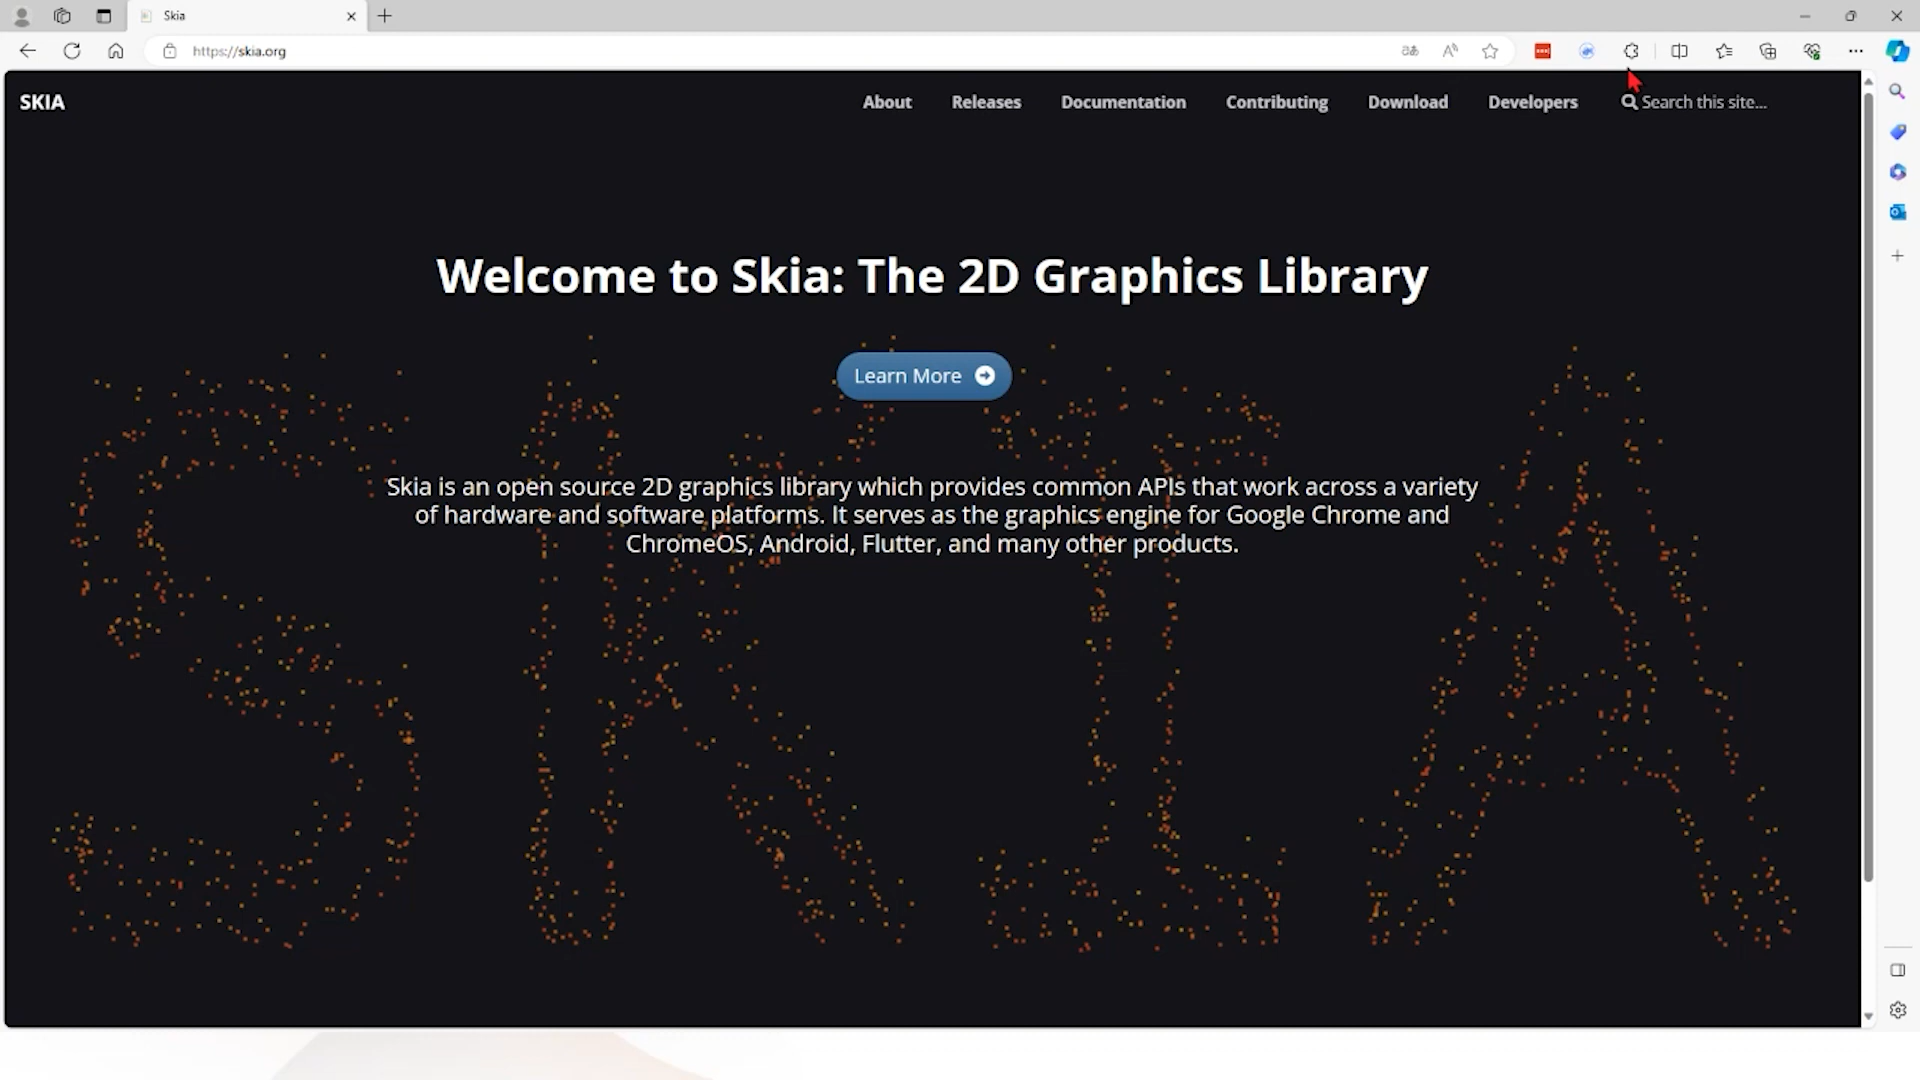 Skia
https://skia.org
SKIA
About
Releases
Documentation
Contributing
Download
Developers
Search this site...
Welcome to Skia: The 2D Graphics Library
Learn More
Skia is an open source 2D graphics library which provides common APIs that work across a variety
of hardware and software platforms. It serves as the graphics engine for Google Chrome and
ChromeOS, Android, Flutter, and many other products.
SKIA